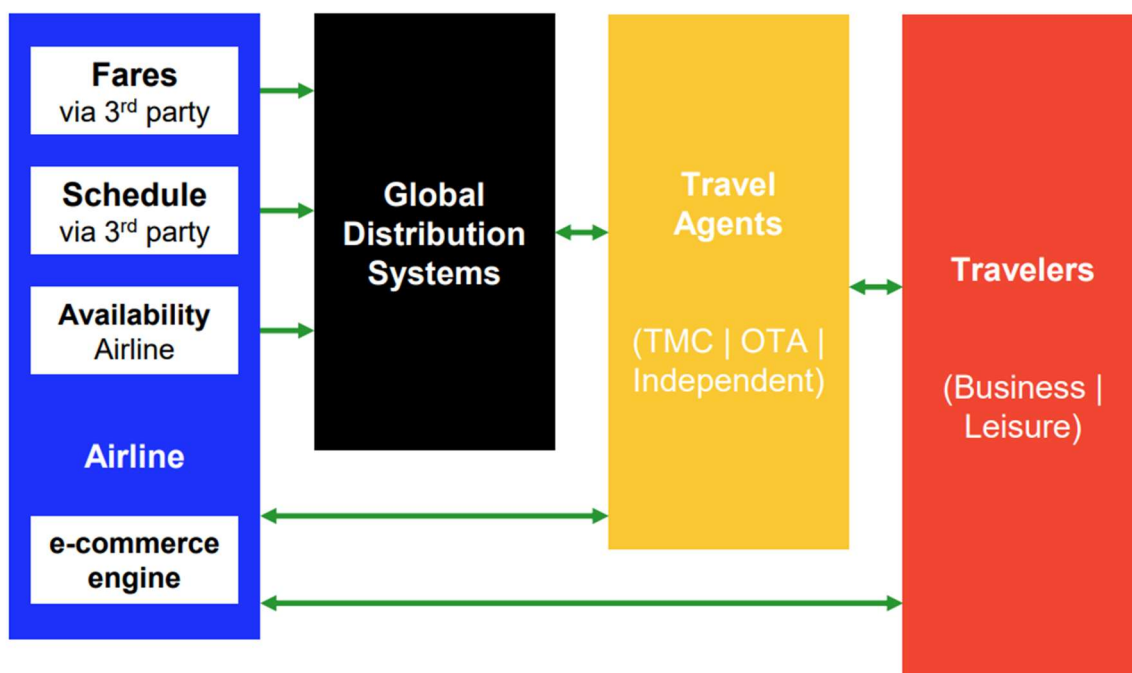 Fares
via 3rd party
Schedule
via 3rd party
Availability
Airline
Airline
e-commerce
engine
Global
Distribution
Systems
Travel
Agents
(TMC | OTA |
Independent)
Travelers
(Business |
Leisure)